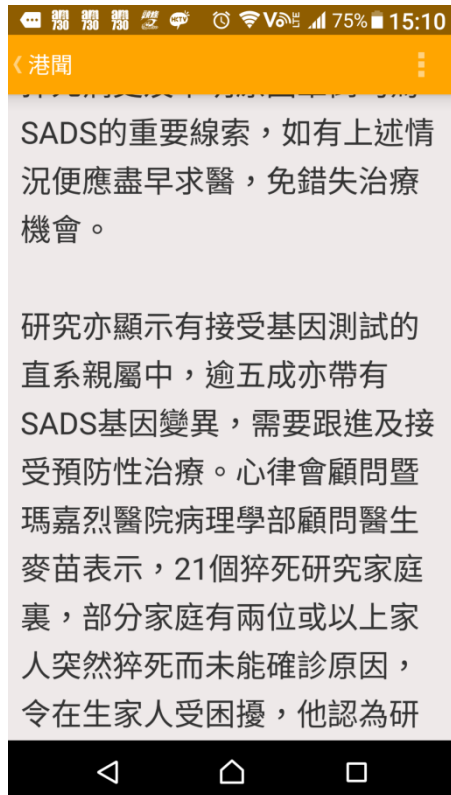 am730 am730 am730 HKTV 75% 15:10
港聞
SADS的重要線索，如有上述情
況便應盡早求醫，免錯失治療
機會。
研究亦顯示有接受基因測試的
直系親屬中，逾五成亦帶有
SADS基因變異，需要跟進及接
受預防性治療。心律會顧問暨
瑪嘉烈醫院病理學部顧問醫生
麥苗表示，21個猝死研究家庭
裏，部分家庭有兩位或以上家
人突然猝死而未能確診原因，
令在生家人受困擾，他認為研